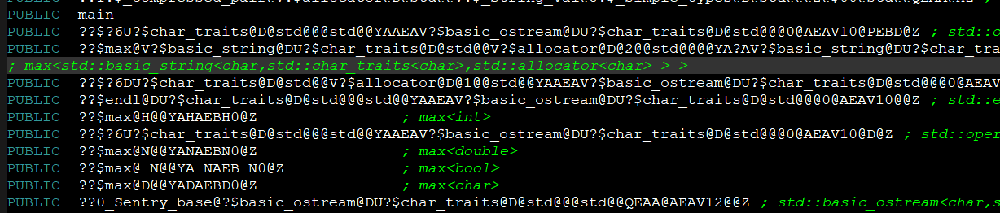 PUBLIC main
PUBLIC ??$?6U?$char_traits@D@std@@@std@@YAAEAV?$basic_ostream@DU?$char_traits@D@std@@@0@AEAV10@PEBD@Z ; std::o
PUBLIC ??$max@V?$basic_string@DU?$char_traits@D@std@@V?$allocator@D@2@@std@@@@YA?AV?$basic_string@DU?$char_tra
; max<std::basic_string<char,std::char_traits<char>,std::allocator<char> > >
PUBLIC ??$?6DU?$char_traits@D@std@@V?$allocator@D@1@@std@@YAAEAV?$basic_ostream@DU?$char_traits@D@std@@@0@AEAV
PUBLIC ??$endl@DU?$char_traits@D@std@@@std@@YAAEAV?$basic_ostream@DU?$char_traits@D@std@@@0@AEAV10@@Z ; std::e
PUBLIC ??$max@H@@YAHAEBH0@Z ; max<int>
PUBLIC ??$?6U?$char_traits@D@std@@@std@@YAAEAV?$basic_ostream@DU?$char_traits@D@std@@@0@AEAV10@D@Z ; std::oper
PUBLIC ??$max@N@@YANAEBN0@Z ; max<double>
PUBLIC ??$max@_N@@YA_NAEB_N0@Z ; max<bool>
PUBLIC ??$max@D@@YADAEBD0@Z ; max<char>
PUBLIC ??0_Sentry_base@?$basic_ostream@DU?$char_traits@D@std@@@std@@QEAA@AEAV12@@Z ; std::basic_ostream<char,s